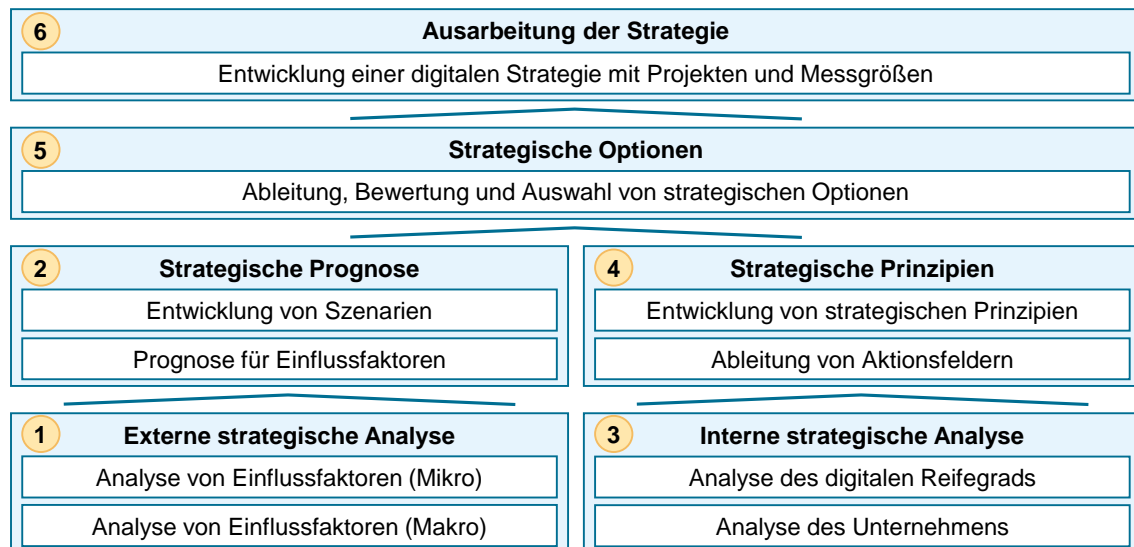 6
Ausarbeitung der Strategie
Entwicklung einer digitalen Strategie mit Projekten und Messgrößen
5
Strategische Optionen
Ableitung, Bewertung und Auswahl von strategischen Optionen
2
Strategische Prognose
Entwicklung von Szenarien
Prognose für Einflussfaktoren
4
Strategische Prinzipien
Entwicklung von strategischen Prinzipien
Ableitung von Aktionsfeldern
1
Externe strategische Analyse
Analyse von Einflussfaktoren (Mikro)
Analyse von Einflussfaktoren (Makro)
3
Interne strategische Analyse
Analyse des digitalen Reifegrads
Analyse des Unternehmens